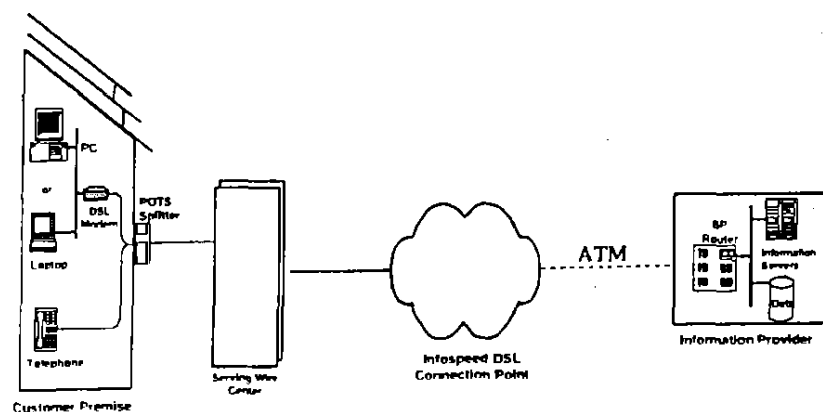 PC
or
DSL
Modem
Laptop
Telephone
Customer Premise
POTS
Splitter
Serving Wire
Center
Infospeed DSL
Connection Point
ATM
SP
Router
Information
Servers
Data
Information Provider